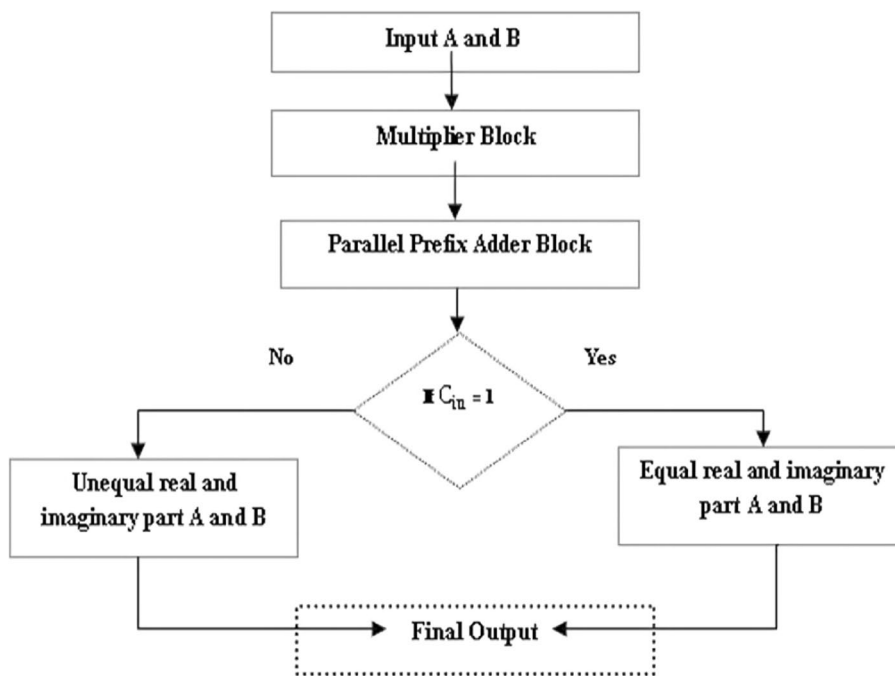 Input A and B
Multiplier Block
Parallel Prefix Adder Block
No
Yes
If Cin = 1
Unequal real and
imaginary part A and B
Equal real and imaginary
part A and B
Final Output